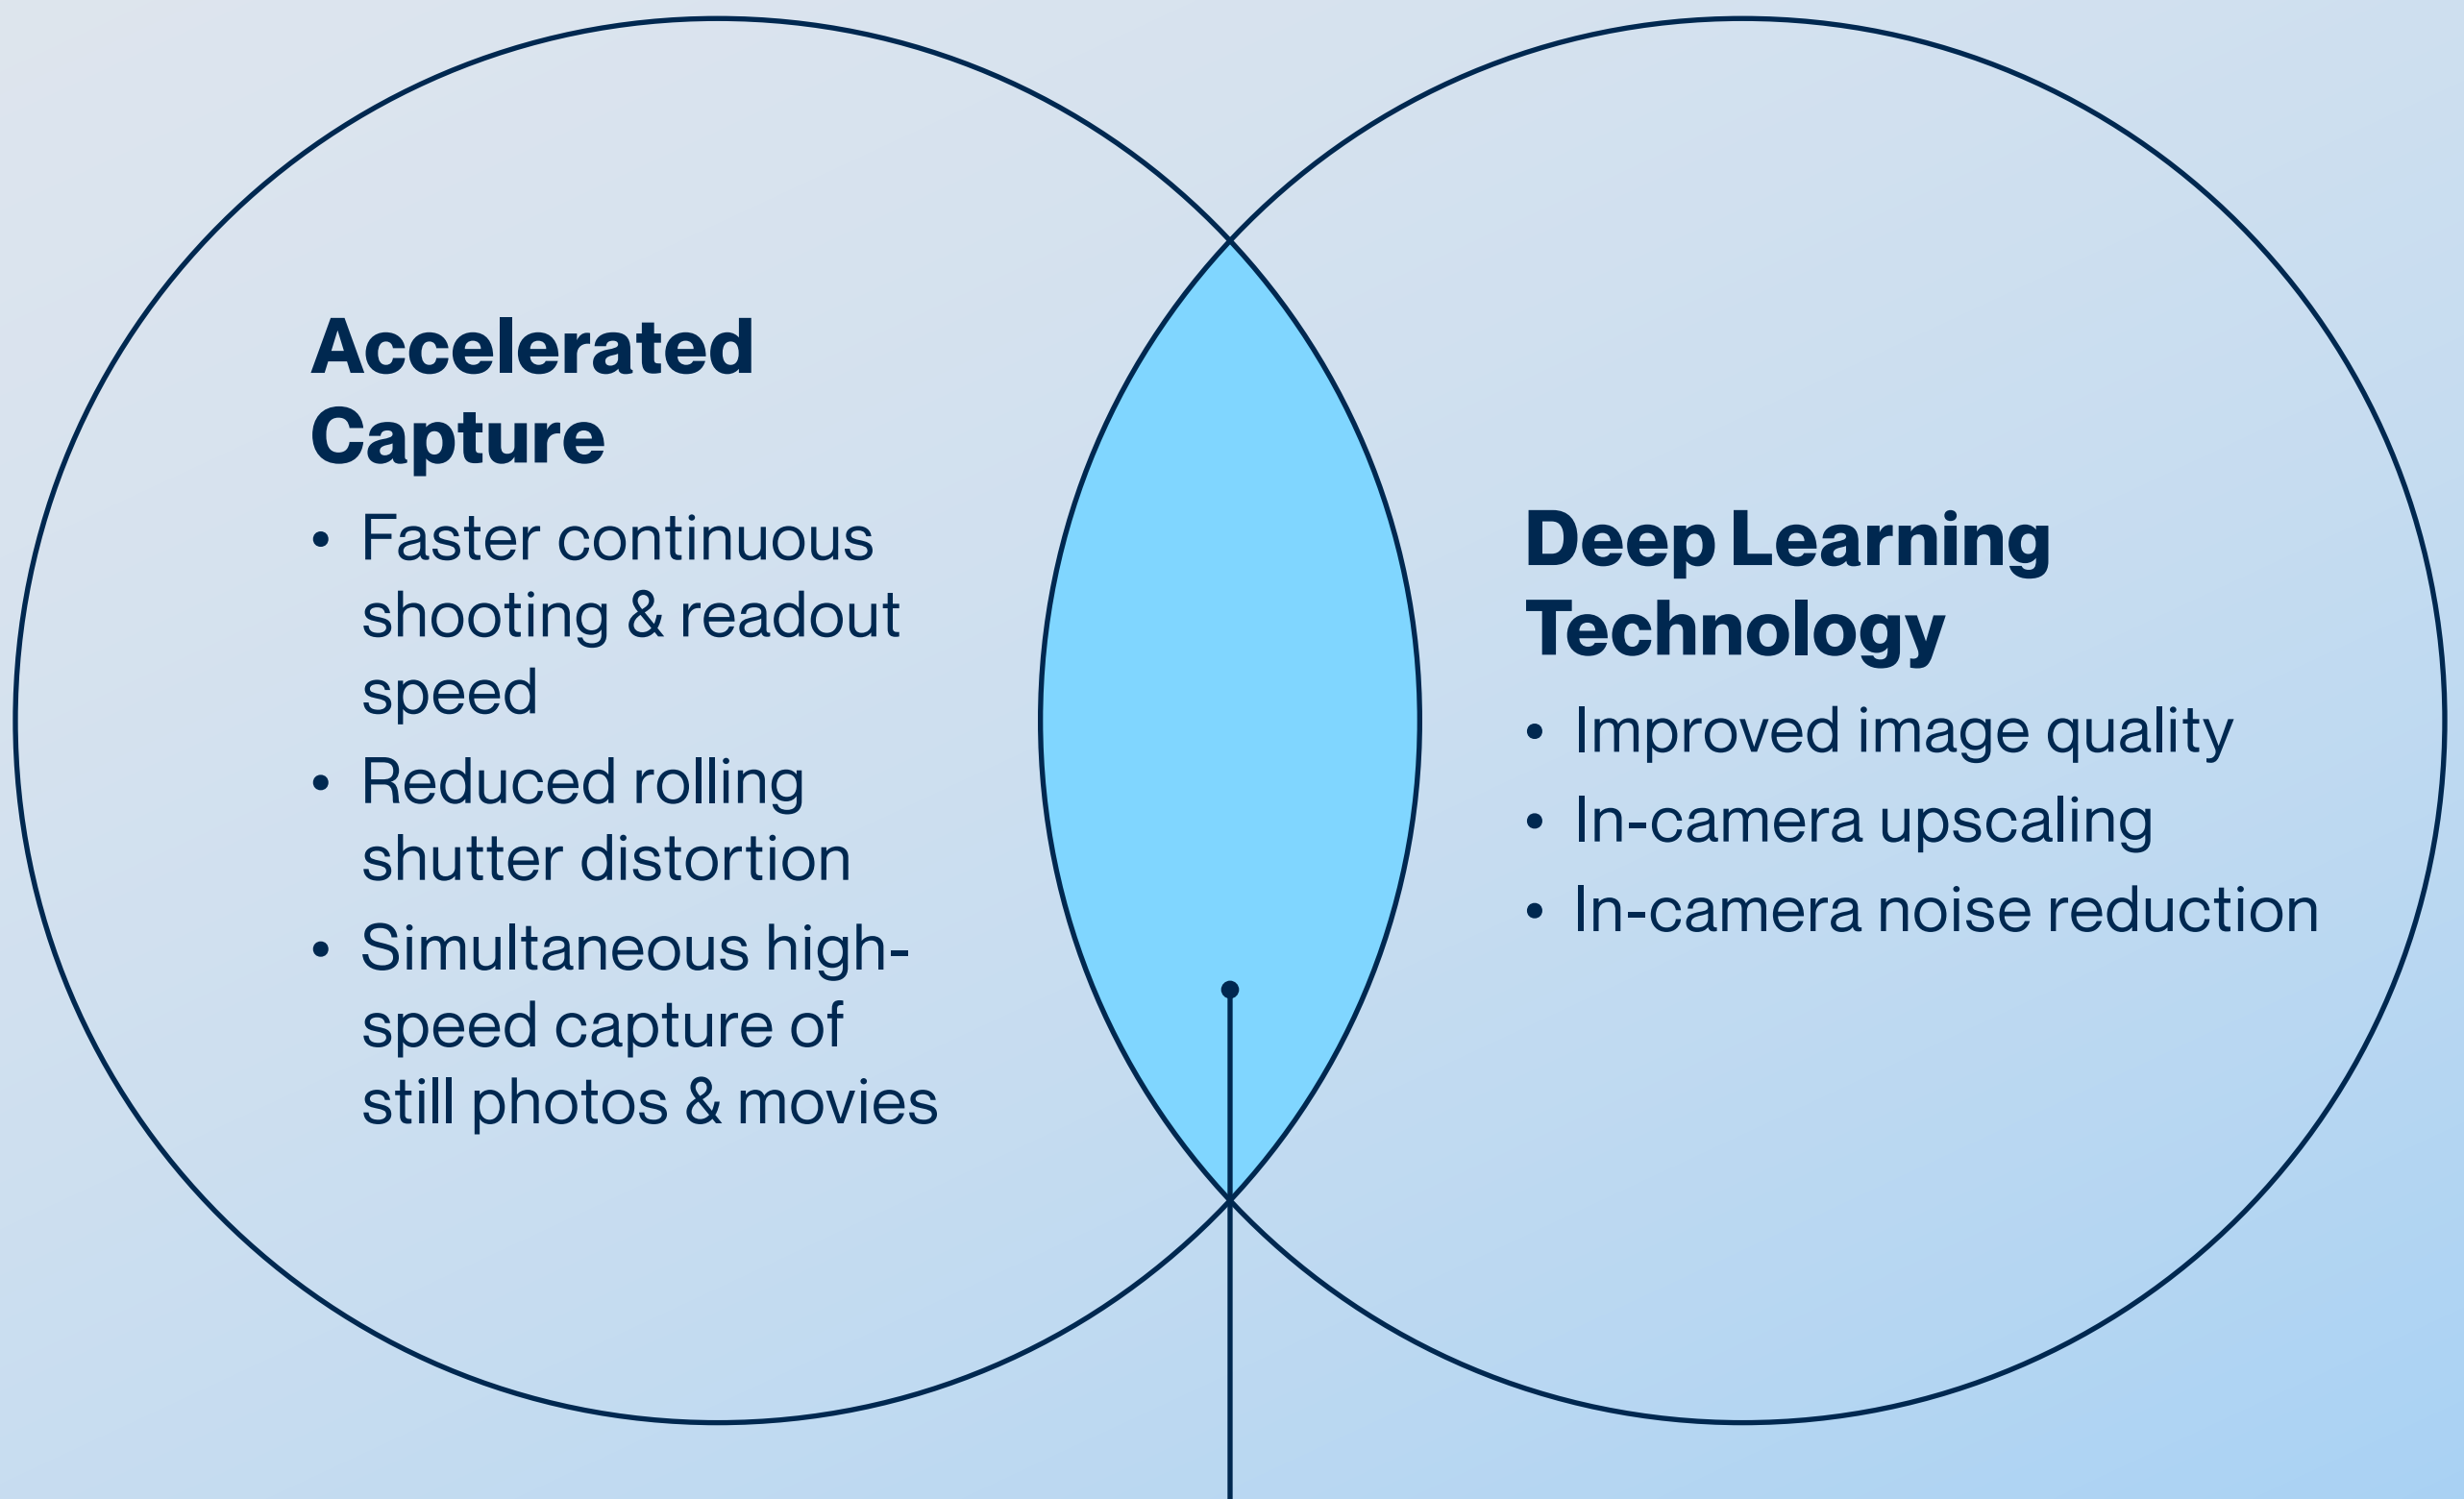 Accelerated
Capture
• Faster continuous
shooting & readout
speed
• Reduced rolling
shutter distortion
• Simultaneous high-
speed capture of
still photos & movies
Deep Learning
Technology
• Improved image quality
• In-camera upscaling
• In-camera noise reduction